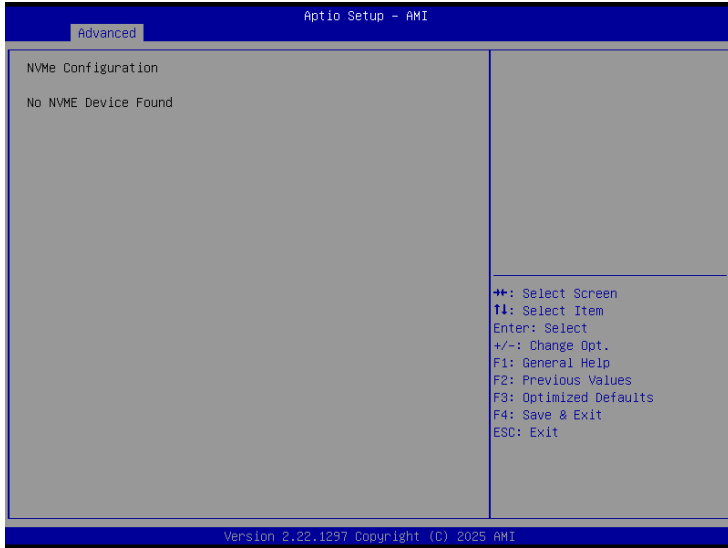 Aptio Setup – AMI
Advanced
NVMe Configuration
No NVME Device Found
→←: Select Screen
↑↓: Select Item
Enter: Select
+/-: Change Opt.
F1: General Help
F2: Previous Values
F3: Optimized Defaults
F4: Save & Exit
ESC: Exit
Version 2.22.1297 Copyright (C) 2025 AMI